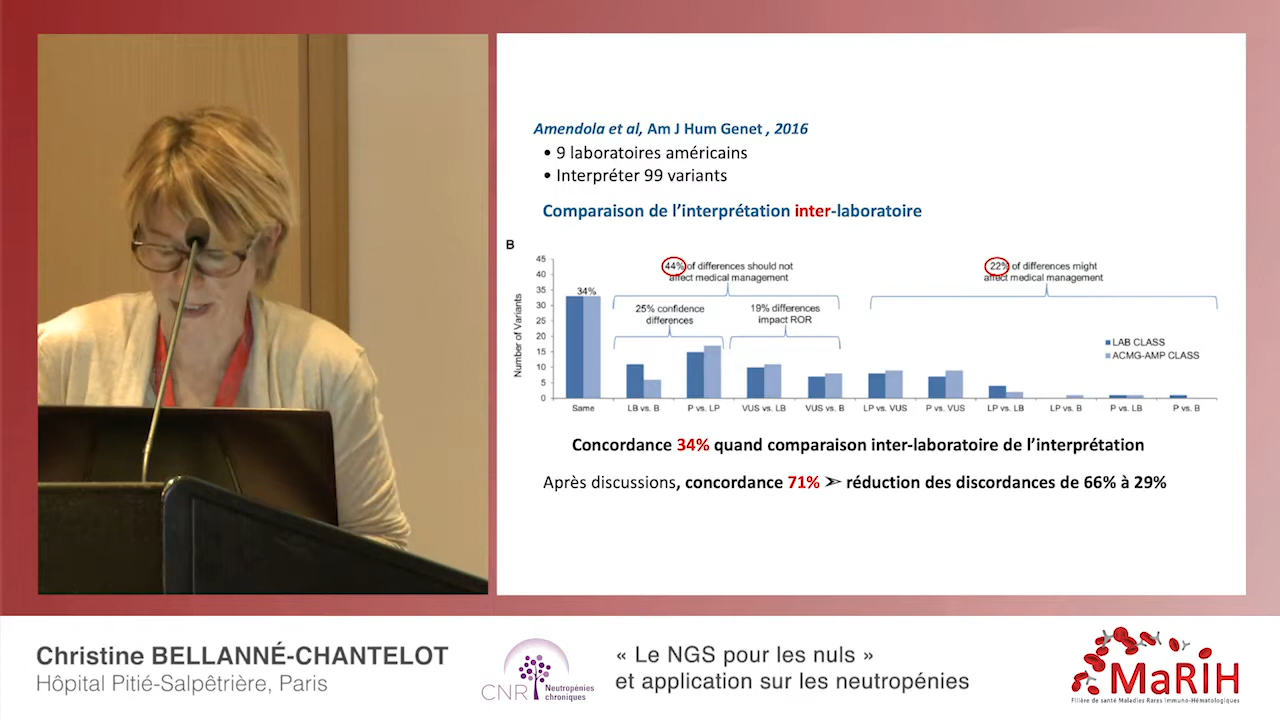 Amendola et al, Am J Hum Genet , 2016
• 9 laboratoires américains
• Interpréter 99 variants
Comparaison de l’interprétation inter-laboratoire
B
Number of Variants
45
40
35
30
25
20
15
10
5
0
34%
44% of differences should not
affect medical management
25% confidence
differences
19% differences
impact ROR
22% of differences might
affect medical management
LAB CLASS
ACMG-AMP CLASS
Same
LB vs. B
P vs. LP
VUS vs. LB
VUS vs. B
LP vs. VUS
P vs. VUS
LP vs. LB
LP vs. B
P vs. LB
P vs. B
Concordance 34% quand comparaison inter-laboratoire de l’interprétation
Après discussions, concordance 71% ➣ réduction des discordances de 66% à 29%
Christine BELLANNÉ-CHANTELOT
Hôpital Pitié-Salpêtrière, Paris
CNR Neutropénies
chroniques
« Le NGS pour les nuls »
et application sur les neutropénies
MaRIH
Filière de santé Maladies Rares Immuno-Hématologiques